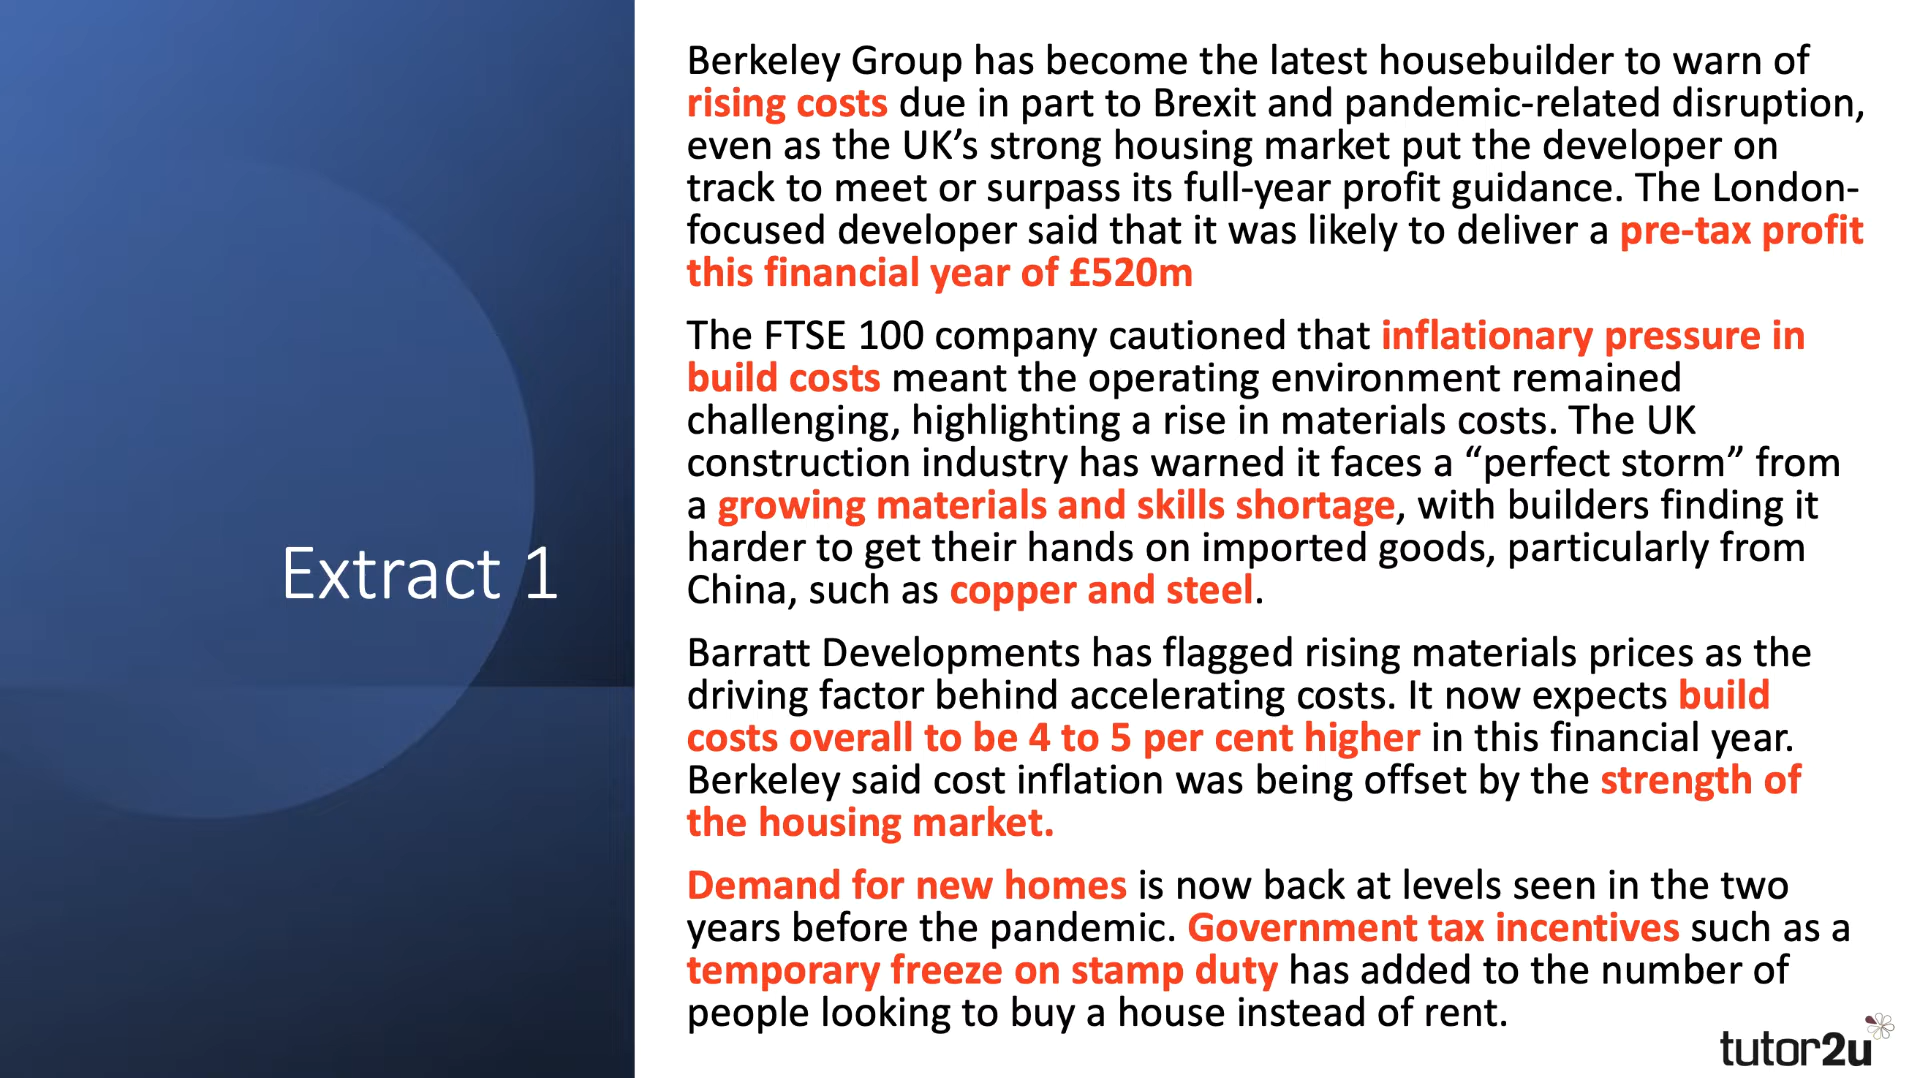 Extract 1
Berkeley Group has become the latest housebuilder to warn of
rising costs due in part to Brexit and pandemic-related disruption,
even as the UK’s strong housing market put the developer on
track to meet or surpass its full-year profit guidance. The London-
focused developer said that it was likely to deliver a pre-tax profit
this financial year of £520m
The FTSE 100 company cautioned that inflationary pressure in
build costs meant the operating environment remained
challenging, highlighting a rise in materials costs. The UK
construction industry has warned it faces a “perfect storm” from
a growing materials and skills shortage, with builders finding it
harder to get their hands on imported goods, particularly from
China, such as copper and steel.
Barratt Developments has flagged rising materials prices as the
driving factor behind accelerating costs. It now expects build
costs overall to be 4 to 5 per cent higher in this financial year.
Berkeley said cost inflation was being offset by the strength of
the housing market.
Demand for new homes is now back at levels seen in the two
years before the pandemic. Government tax incentives such as a
temporary freeze on stamp duty has added to the number of
people looking to buy a house instead of rent.
tutor2u